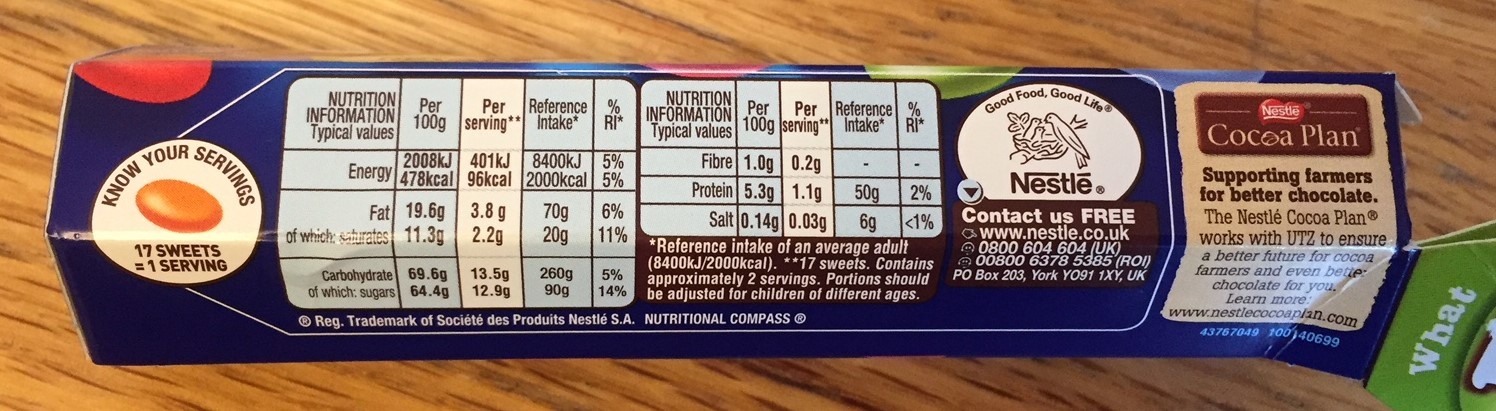 KNOW YOUR SERVINGS
17 SWEETS
= 1 SERVING
NUTRITION INFORMATION Typical values Per 100g Per serving** Reference Intake* % RI*
Energy 2008kJ 401kJ 8400kJ 5%
478kcal 96kcal 2000kcal 5%
Fat 19.6g 3.8 g 70g 6%
of which: saturates 11.3g 2.2g 20g 11%
Carbohydrate 69.6g 13.5g 260g 5%
of which: sugars 64.4g 12.9g 90g 14%
NUTRITION INFORMATION Typical values Per 100g Per serving** Reference Intake* % RI*
Fibre 1.0g 0.2g - -
Protein 5.3g 1.1g 50g 2%
Salt 0.14g 0.03g 6g <1%
*Reference intake of an average adult
(8400kJ/2000kcal). **17 sweets. Contains
approximately 2 servings. Portions should
be adjusted for children of different ages.
® Reg. Trademark of Société des Produits Nestlé S.A. NUTRITIONAL COMPASS ®
Good Food, Good Life®
Nestlé®
Contact us FREE
www.nestle.co.uk
0800 604 604 (UK)
00800 6378 5385 (ROI)
PO Box 203, York YO91 1XY, UK
Nestlé
Cocoa Plan®
Supporting farmers
for better chocolate.
The Nestlé Cocoa Plan®
works with UTZ to ensure
a better future for cocoa
farmers and even better
chocolate for you.
Learn more:
www.nestlecocoaplan.com
43767049 100140699
What